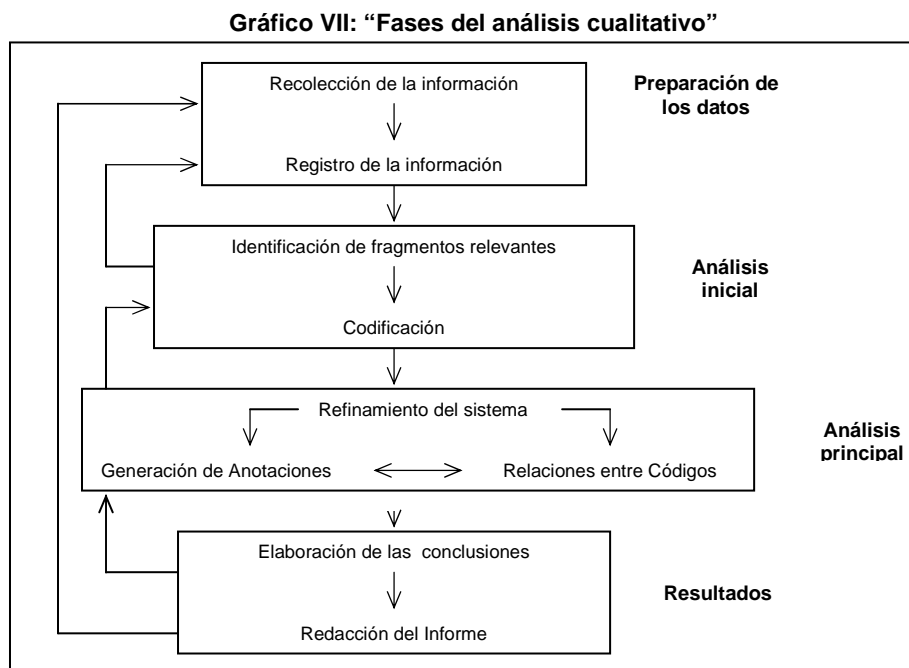 Gráfico VII: “Fases del análisis cualitativo”
Recolección de la información
Preparación de
los datos
Registro de la información
Identificación de fragmentos relevantes
Análisis
inicial
Codificación
Refinamiento del sistema
Análisis
principal
Generación de Anotaciones
Relaciones entre Códigos
Elaboración de las conclusiones
Resultados
Redacción del Informe